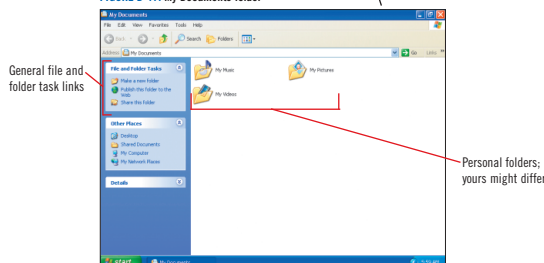 My Documents folder
My Documents
File Edit View Favorites Tools Help
Back Search Folders
Address My Documents Go Links
General file and
folder task links
File and Folder Tasks
Make a new folder
Publish this folder to the
Web
Share this folder
My Music My Pictures
My Videos
Other Places
Desktop
Shared Documents
My Computer
My Network Places
Details
Personal folders;
yours might differ
start My Documents